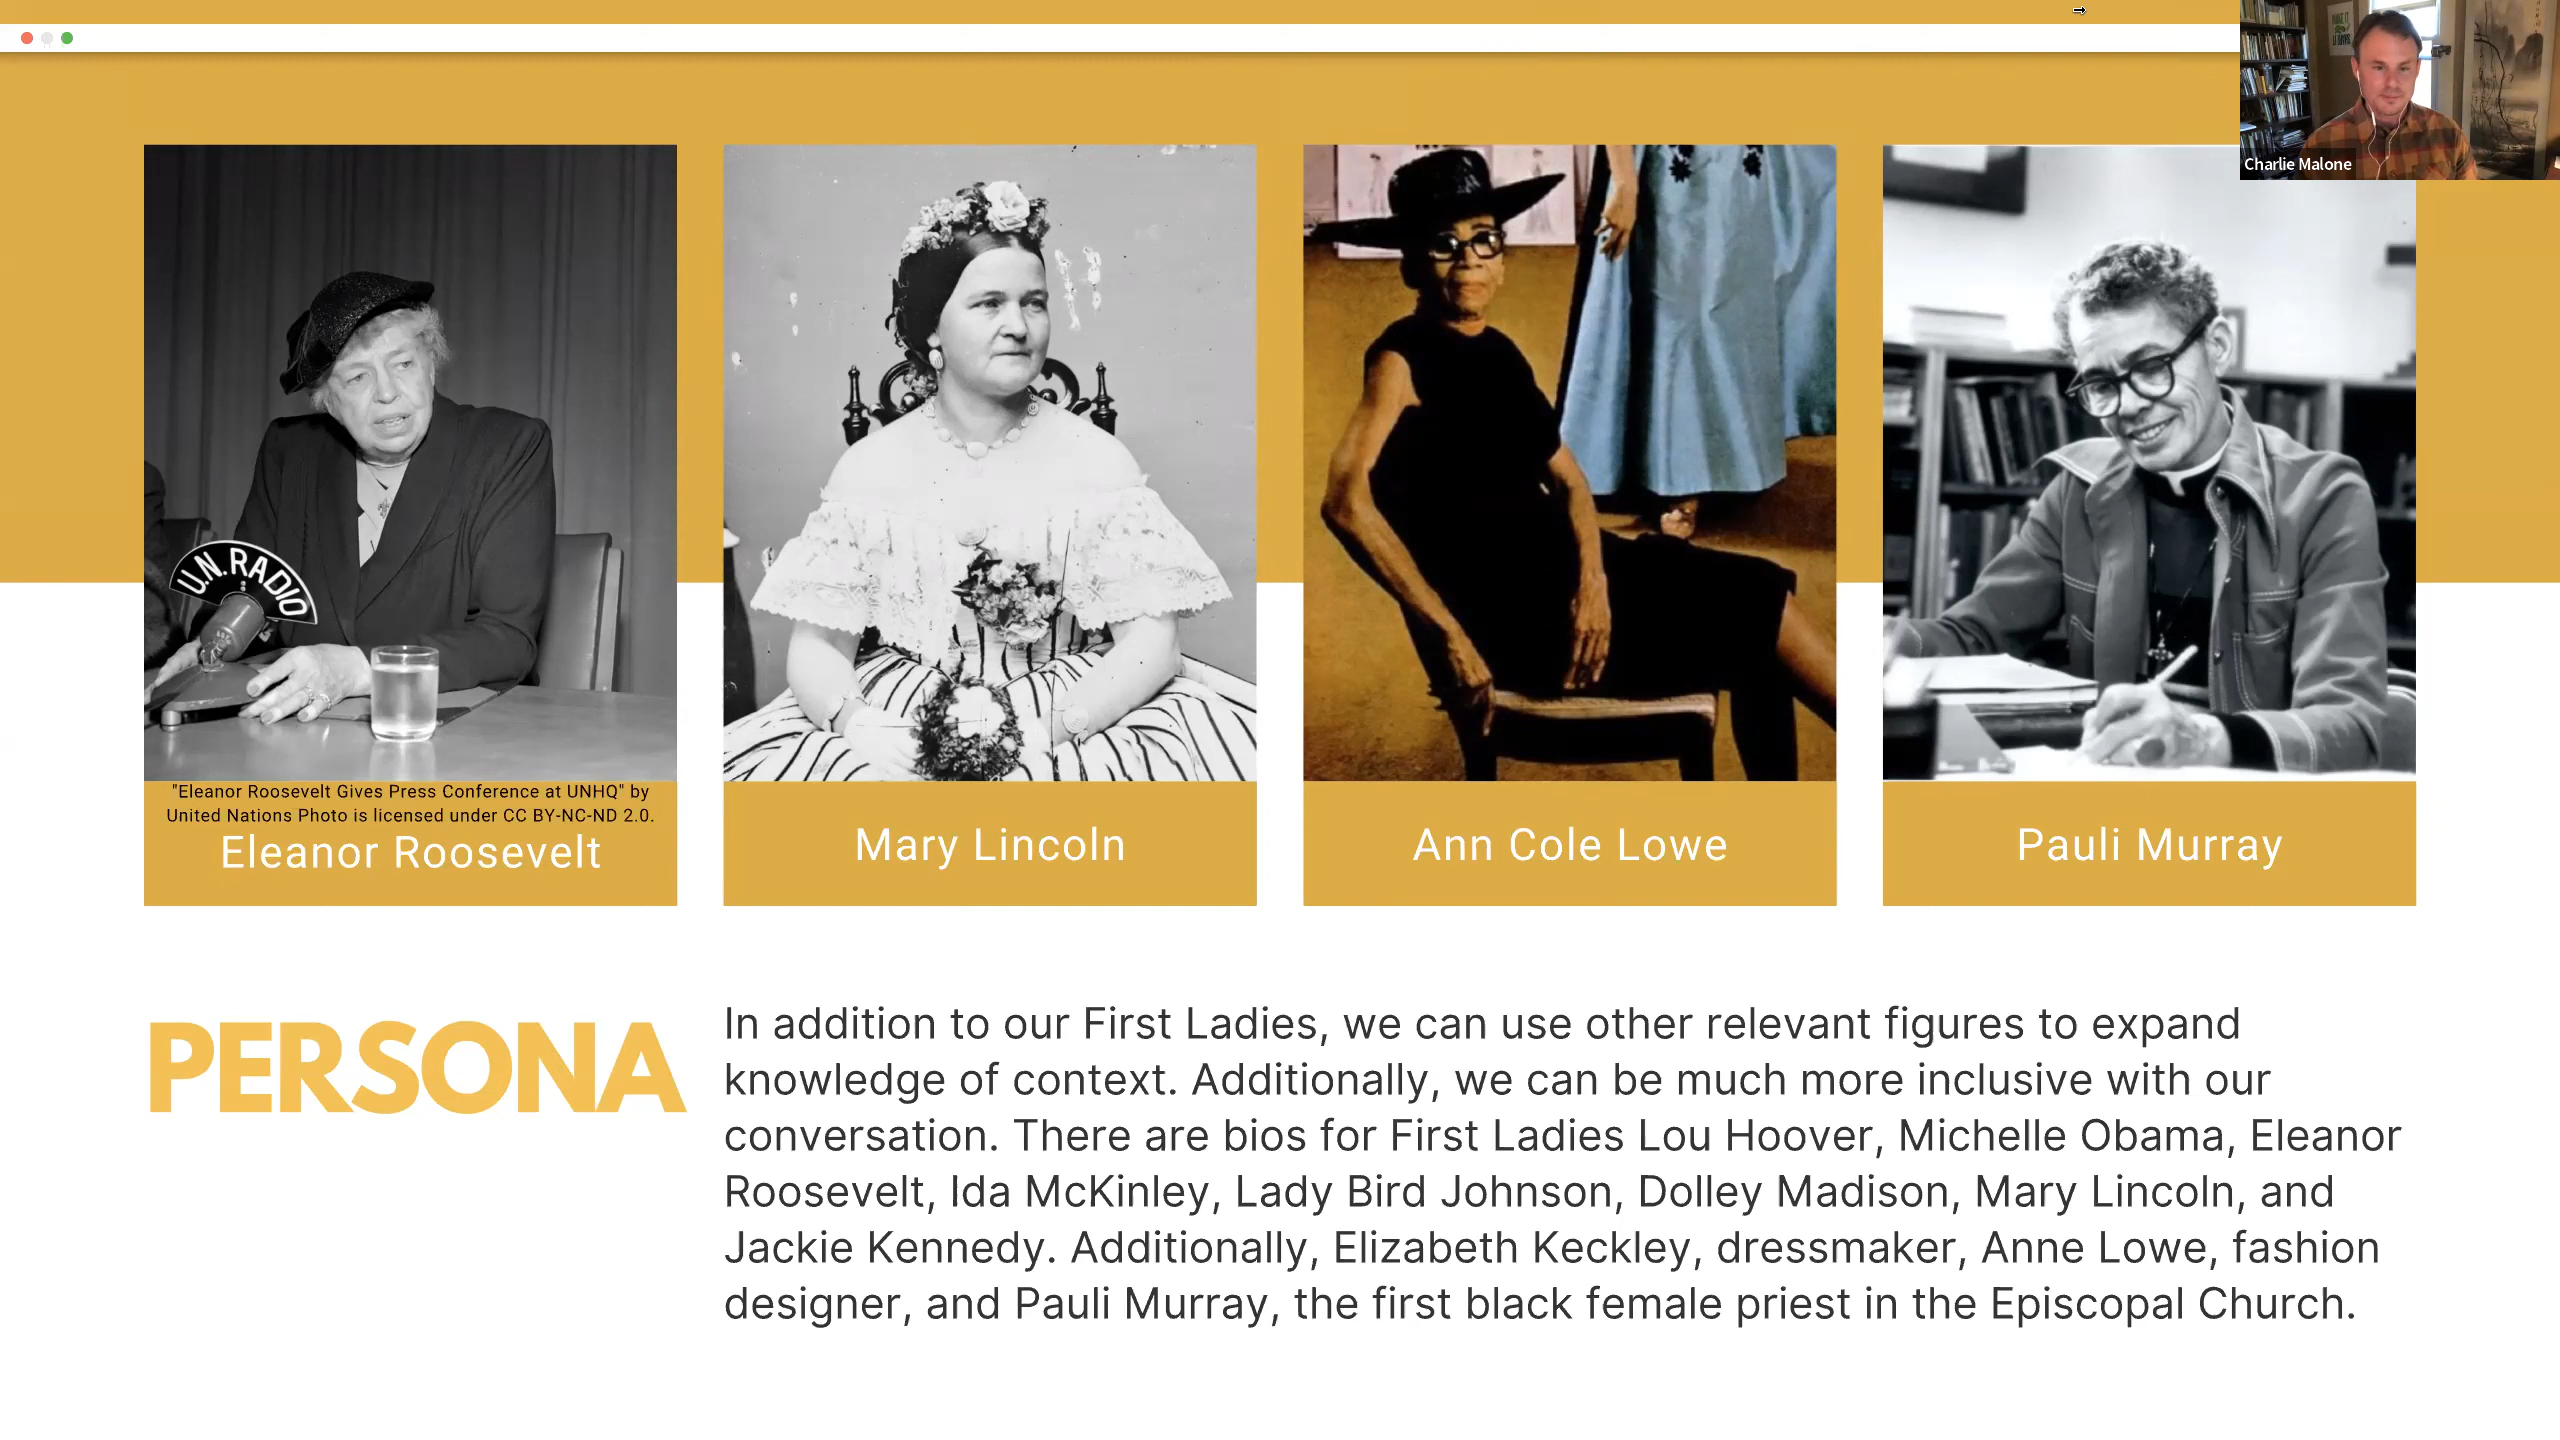 Charlie Malone
U.N. RADIO
"Eleanor Roosevelt Gives Press Conference at UNHQ" by
United Nations Photo is licensed under CC BY-NC-ND 2.0.
Eleanor Roosevelt
Mary Lincoln
Ann Cole Lowe
Pauli Murray
PERSONA
In addition to our First Ladies, we can use other relevant figures to expand
knowledge of context. Additionally, we can be much more inclusive with our
conversation. There are bios for First Ladies Lou Hoover, Michelle Obama, Eleanor
Roosevelt, Ida McKinley, Lady Bird Johnson, Dolley Madison, Mary Lincoln, and
Jackie Kennedy. Additionally, Elizabeth Keckley, dressmaker, Anne Lowe, fashion
designer, and Pauli Murray, the first black female priest in the Episcopal Church.